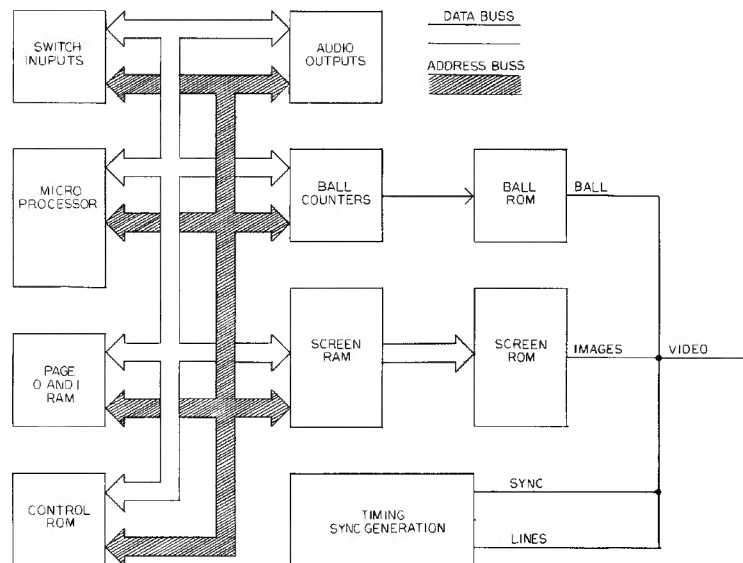 DATA BUSS
SWITCH
INUPUTS
AUDIO
OUTPUTS
ADDRESS BUSS
MICRO
PROCESSOR
BALL
COUNTERS
BALL
ROM
BALL
PAGE
0 AND 1
RAM
SCREEN
RAM
SCREEN
ROM
IMAGES
VIDEO
CONTROL
ROM
TIMING
SYNC GENERATION
SYNC
LINES